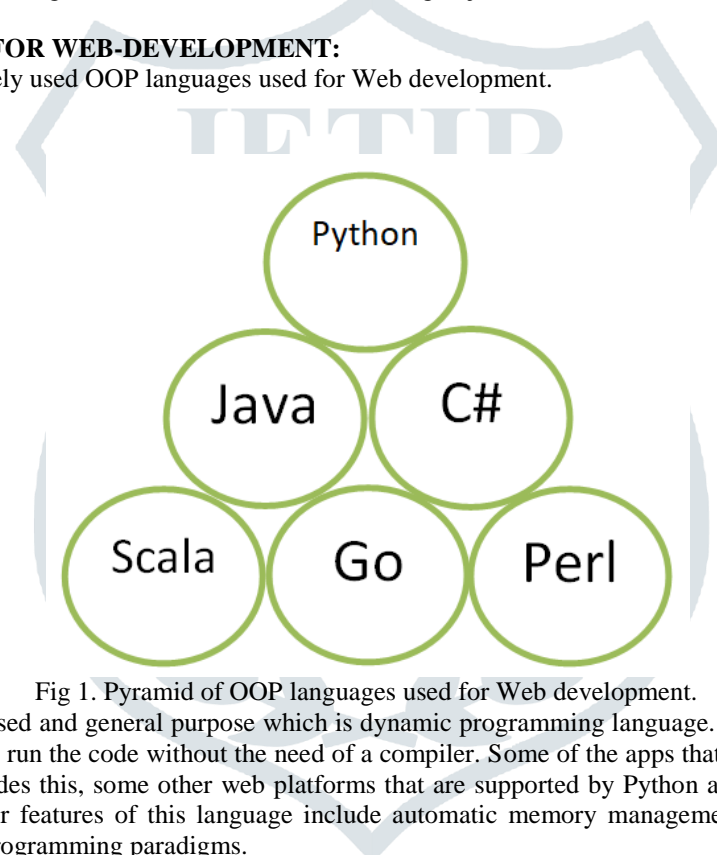 FOR WEB-DEVELOPMENT:
ely used OOP languages used for Web development.
JETIR
Python
Java C#
Scala Go Perl
Fig 1. Pyramid of OOP languages used for Web development.
sed and general purpose which is dynamic programming language.
run the code without the need of a compiler. Some of the apps that
des this, some other web platforms that are supported by Python a
r features of this language include automatic memory manageme
rogramming paradigms.